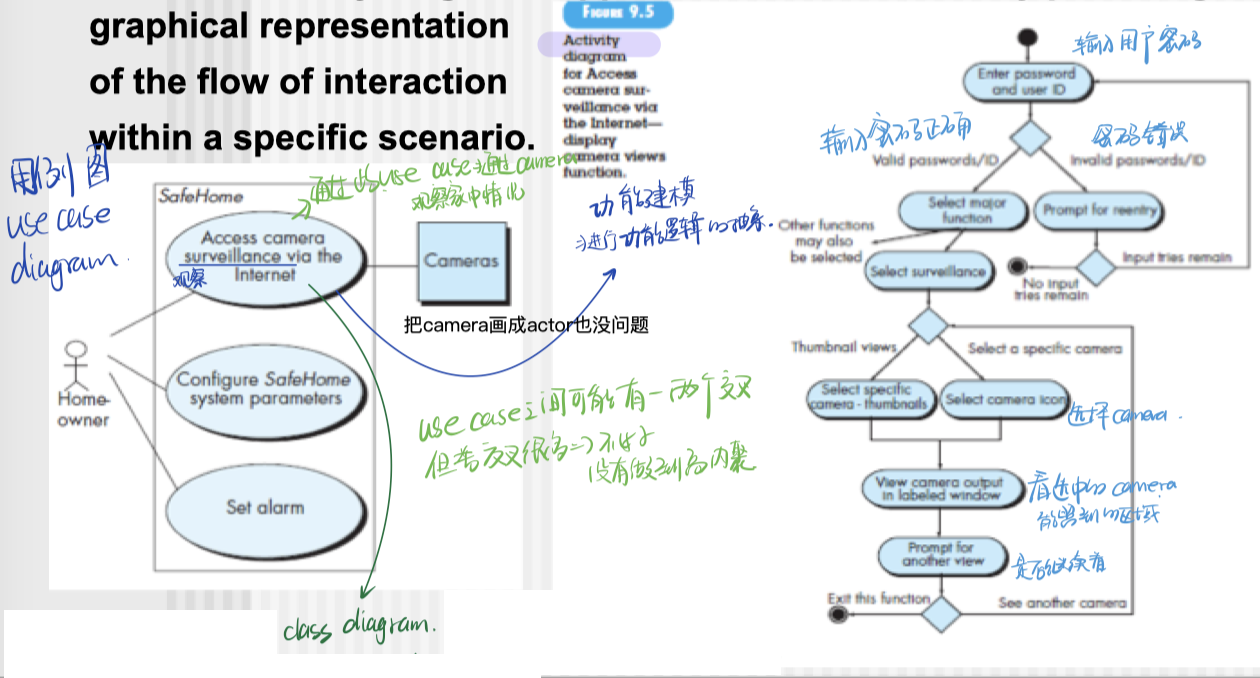 graphical representation
of the flow of interaction
within a specific scenario.
用例图
use case
diagram.
SafeHome
通过此use case⇒通过camera
观察家中情况
Access camera
surveillance via the
Internet
观察
Cameras
把camera画成actor也没问题
功能建模
⇒进行功能逻辑的抽象.
Home-
owner
Configure SafeHome
system parameters
Set alarm
use case之间可能有一两个交叉
但若交叉很多⇒不好
没有做到高内聚
class diagram.
FIGURE 9.5
Activity
diagram
for Access
camera sur-
veillance via
the Internet—
display
camera views
function.
输入用户密码
Enter password
and user ID
输入密码正确
密码错误
Valid passwords/ID
Invalid passwords/ID
Select major
function
Prompt for reentry
Other functions
may also
be selected
Input tries remain
Select surveillance
No input
tries remain
Thumbnail views
Select a specific camera
Select specific
camera - thumbnails
Select camera icon
选择camera.
View camera output
in labeled window
看选中的camera
能看到的区域
Prompt for
another view
是否继续看
Exit this function
See another camera